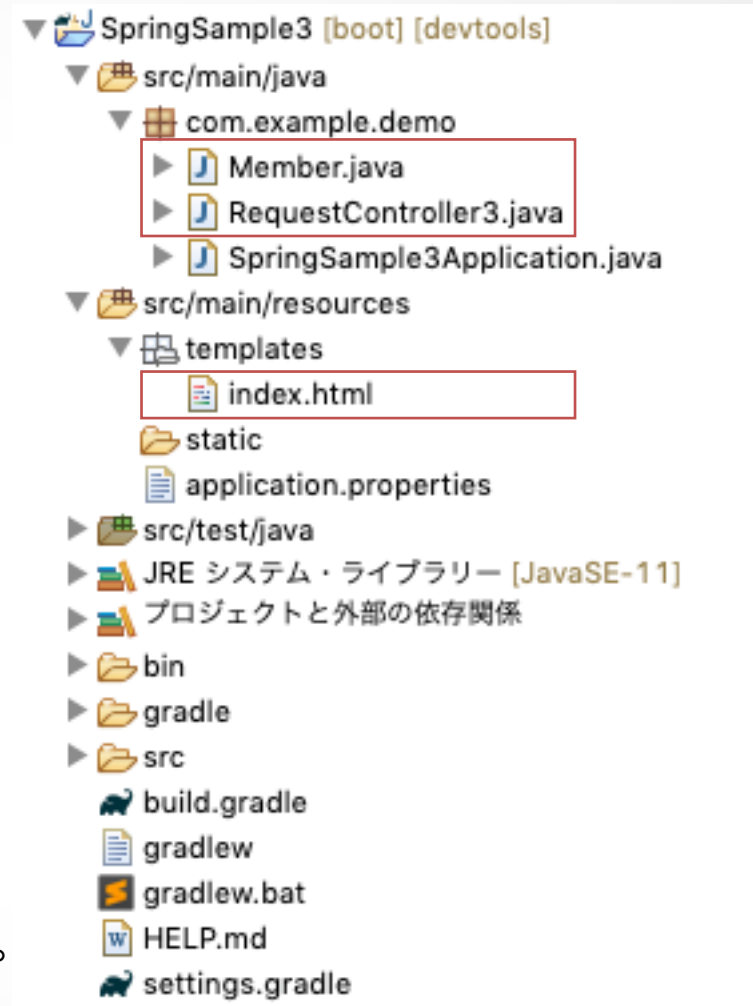 SpringSample3 [boot] [devtools]
src/main/java
com.example.demo
Member.java
RequestController3.java
SpringSample3Application.java
src/main/resources
templates
index.html
static
application.properties
src/test/java
JRE システム・ライブラリー [JavaSE-11]
プロジェクトと外部の依存関係
bin
gradle
src
build.gradle
gradlew
gradlew.bat
HELP.md
。
settings.gradle